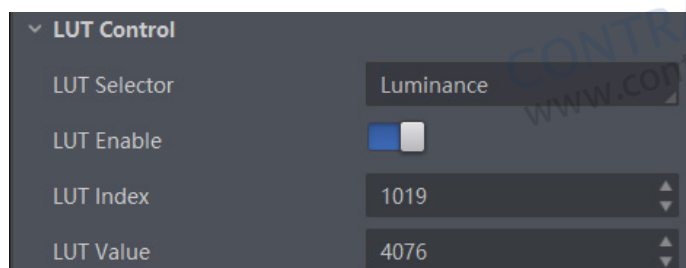 LUT Control
LUT Selector Luminance
LUT Enable
LUT Index 1019
LUT Value 4076